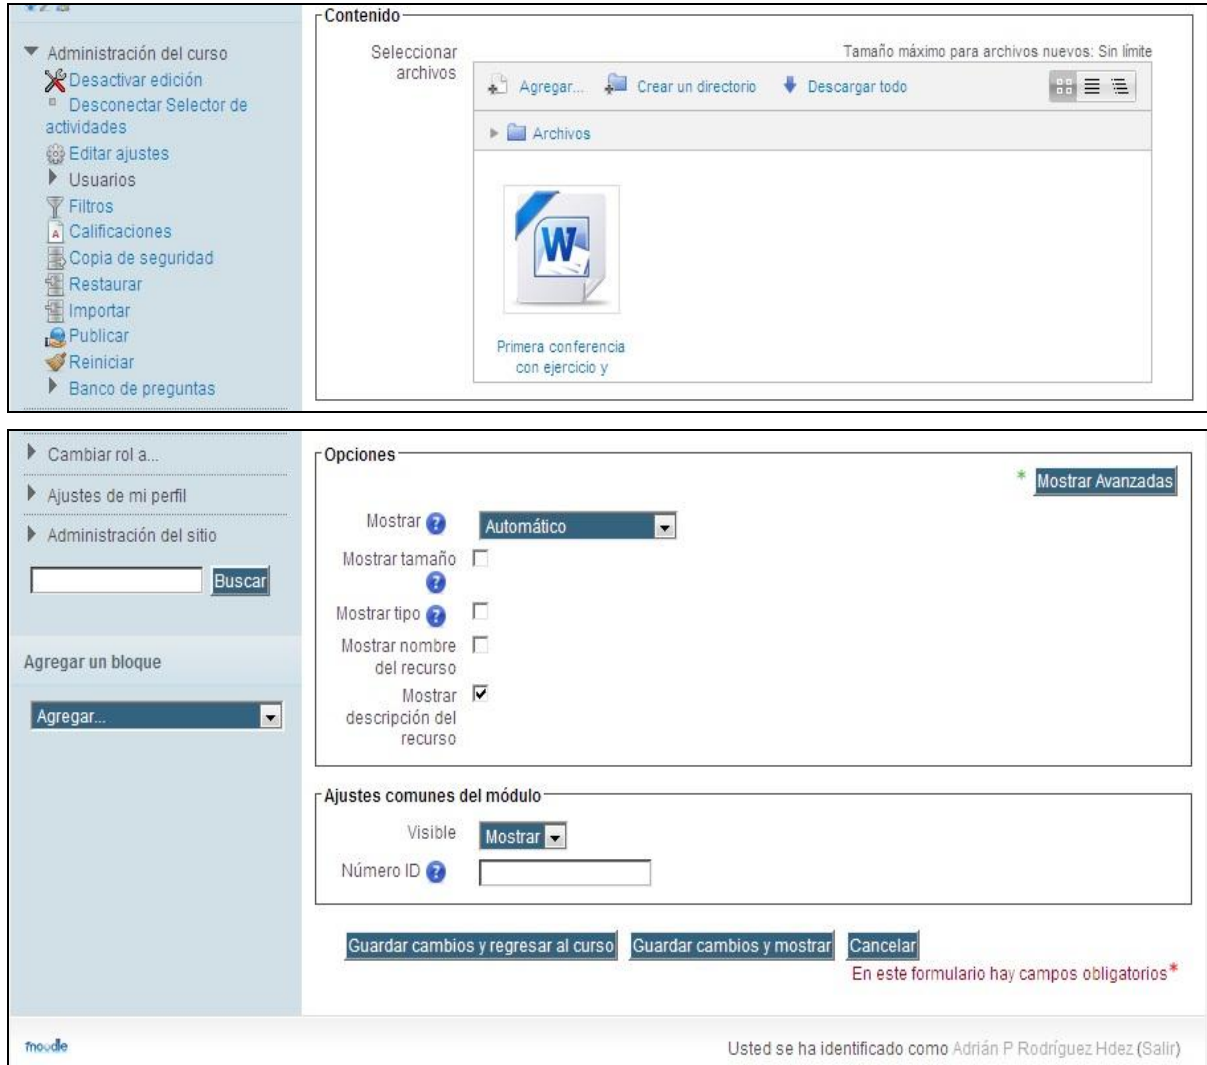 Administración del curso
Desactivar edición
Desconectar Selector de
actividades
Editar ajustes
Usuarios
Filtros
Calificaciones
Copia de seguridad
Restaurar
Importar
Publicar
Reiniciar
Banco de preguntas
Contenido
Seleccionar
archivos
Tamaño máximo para archivos nuevos: Sin límite
Agregar... Crear un directorio Descargar todo
Archivos
Primera conferencia
con ejercicio y
Cambiar rol a...
Ajustes de mi perfil
Administración del sitio
Buscar
Agregar un bloque
Agregar...
Opciones
* Mostrar Avanzadas
Mostrar Automático
Mostrar tamaño
Mostrar tipo
Mostrar nombre
del recurso
Mostrar
descripción del
recurso
Ajustes comunes del módulo
Visible Mostrar
Número ID
Guardar cambios y regresar al curso Guardar cambios y mostrar Cancelar
En este formulario hay campos obligatorios*
moodle
Usted se ha identificado como Adrián P Rodríguez Hdez (Salir)